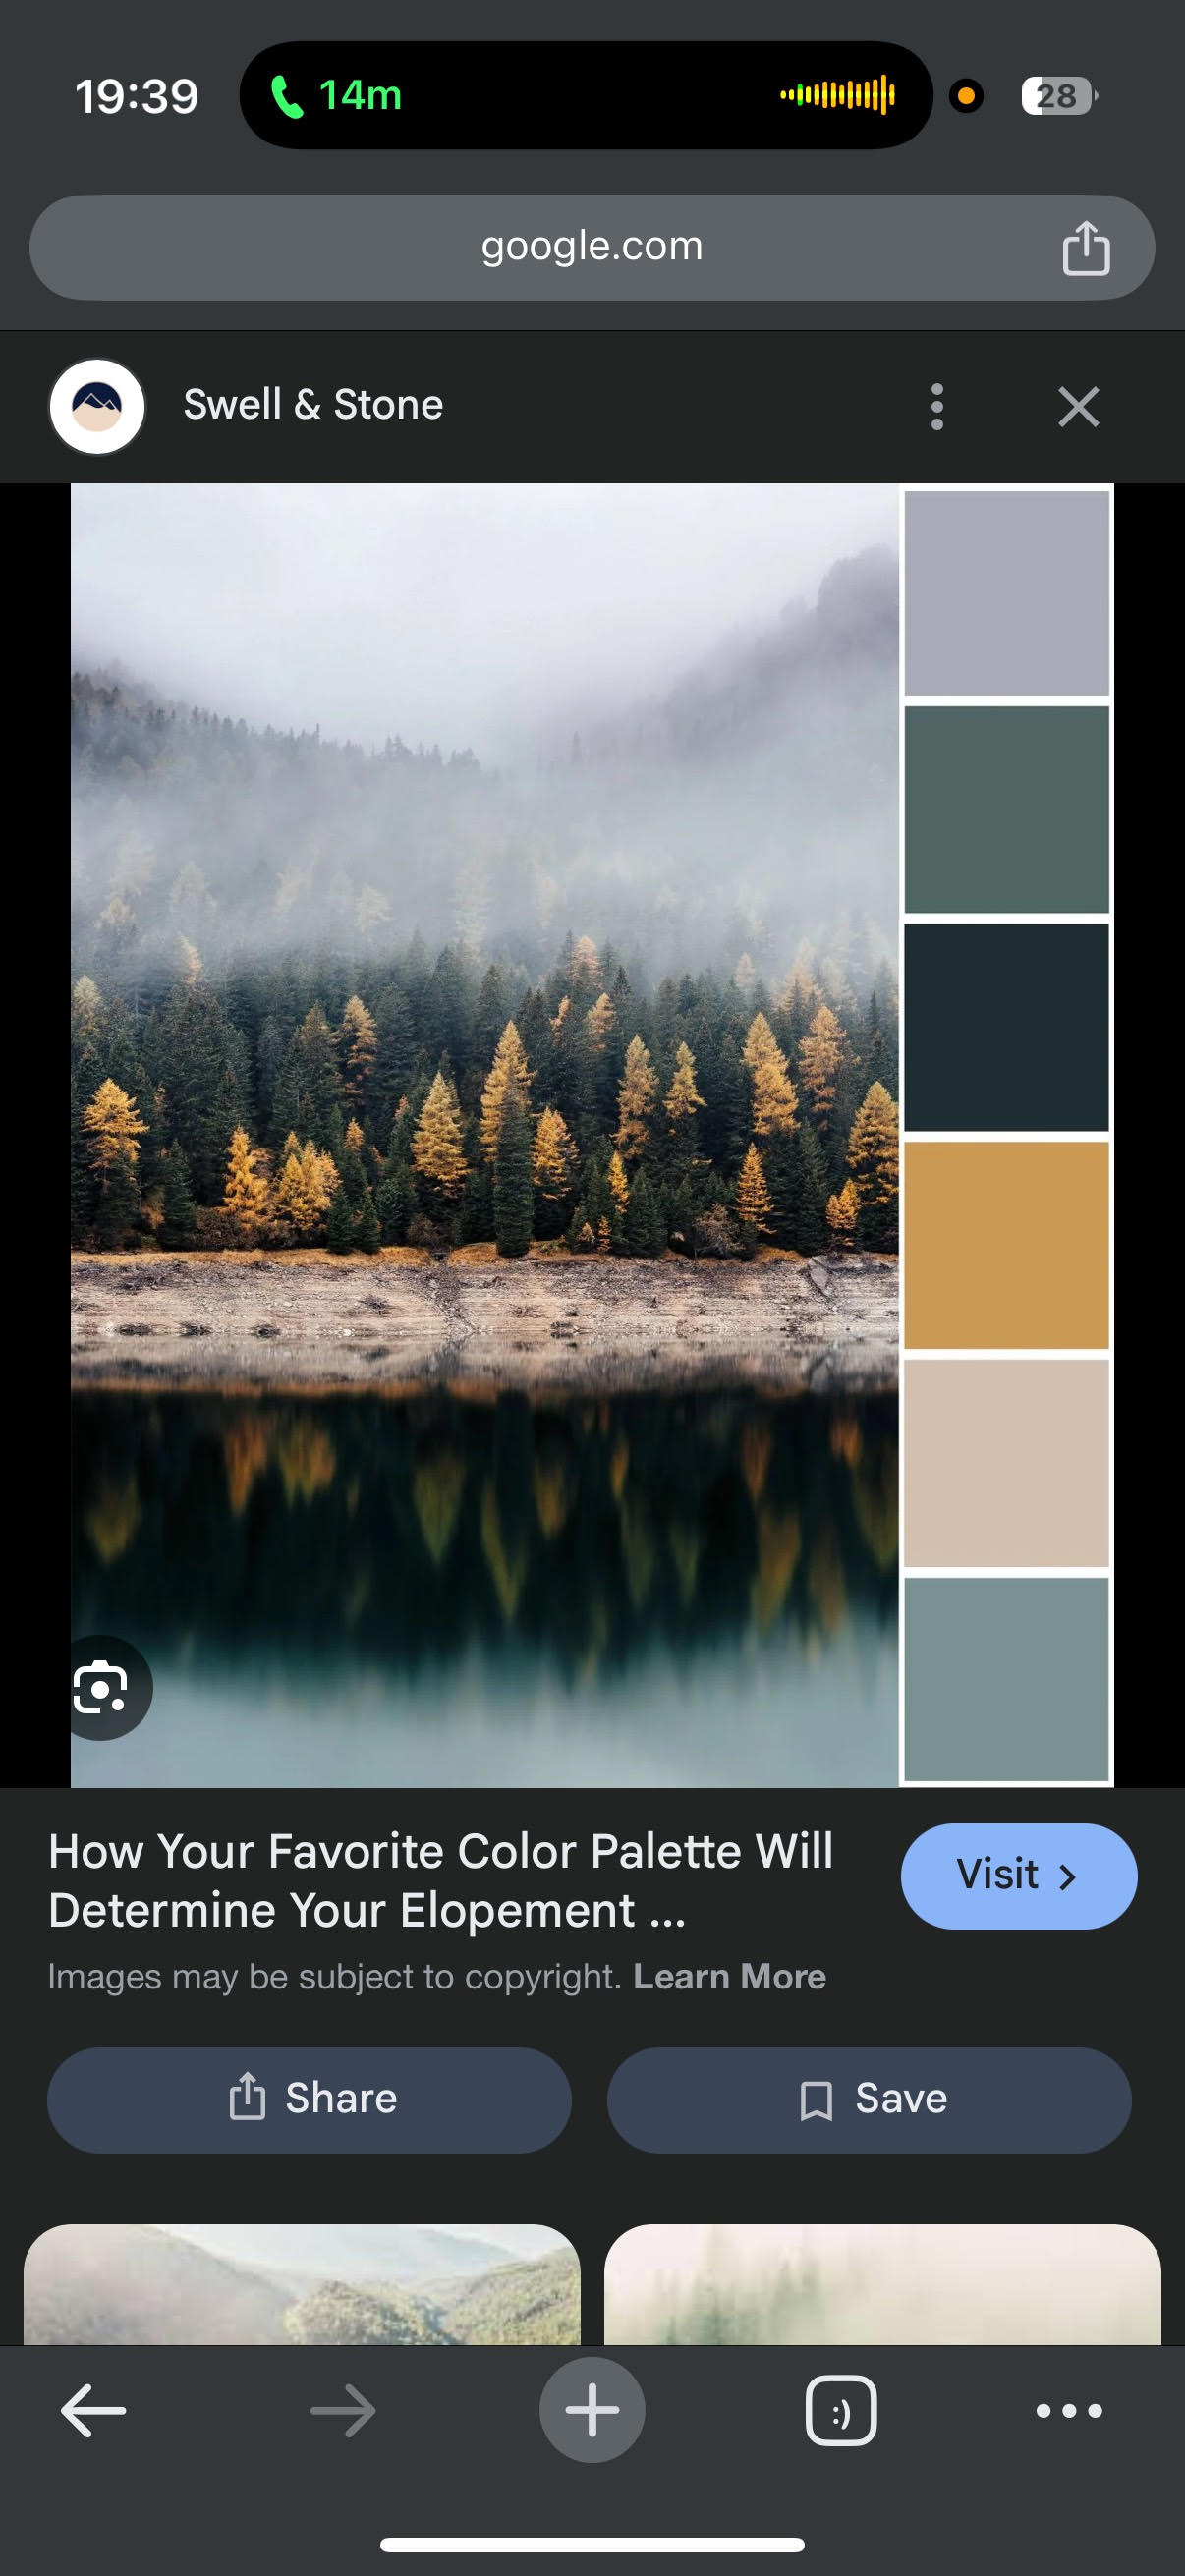 19:39
14m
28
google.com
Swell & Stone
How Your Favorite Color Palette Will
Determine Your Elopement ...
Visit
Images may be subject to copyright. Learn More
Share
Save
:)